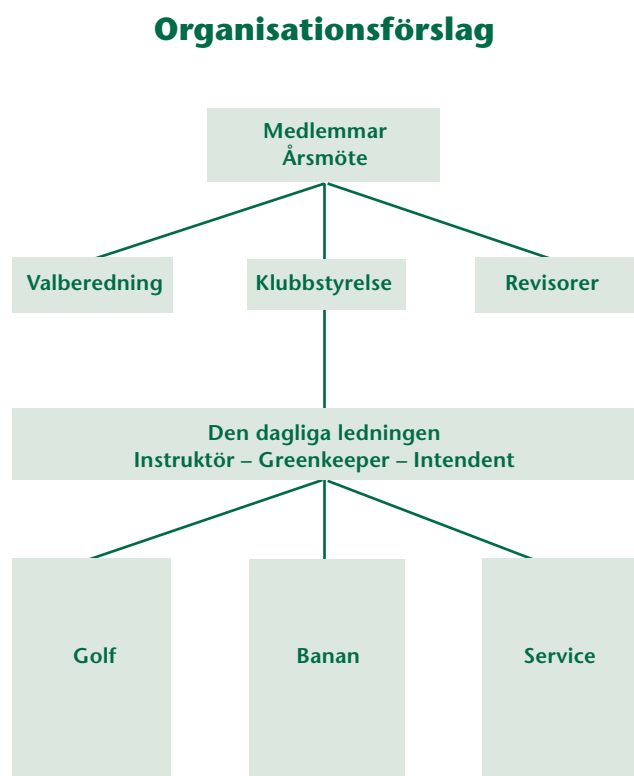 Organisationsförslag
Medlemmar
Årsmöte
Valberedning
Klubbstyrelse
Revisorer
Den dagliga ledningen
Instruktör – Greenkeeper – Intendent
Golf
Banan
Service